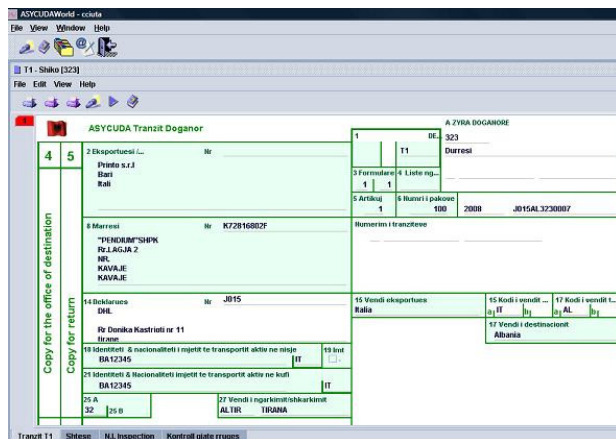 ASYCUDAWorld - cciuta
File View Window Help
T1 - Shiko [323]
File Edit View Help
ASYCUDA Tranzit Doganor
4 5
Copy for the office of destination
Copy for return
2 Eksportuesi /... Nr
Printo s.r.l
Bari
Itali
1 DE...
T1
A ZYRA DOGANORE
323
Durresi
3 Formulare 4 Liste ng...
1 1
5 Artikuj 6 Numri i pakove
1 100 2008 J015AL3230007
8 Marresi Nr K72816802F
"PENDIUM"SHPK
Rr.LAGJA 2
NR.
KAVAJE
KAVAJE
Numerim i tranziteve
14 Deklarues Nr J015
DHL
Rr Donika Kastrioti nr 11
tirane
15 Vendi eksportues
Italia
15 Kodi i vendit ... 17 Kodi i vendit t...
a| IT b| a| AL b|
17 Vendi i destinacionit
Albania
18 Identiteti & nacionaliteti i mjetit te transportit aktiv ne nisje 19 Imt
BA12345 IT
21 Identiteti & Nacionaliteti imjetit te transportit aktiv ne kufi
BA12345 IT
25 A 27 Vendi i ngarkimit/shkarkimit
32 25 B ALTIR TIRANA
Tranzit T1 Shtese N.I. Inspection Kontroll gjate rruges